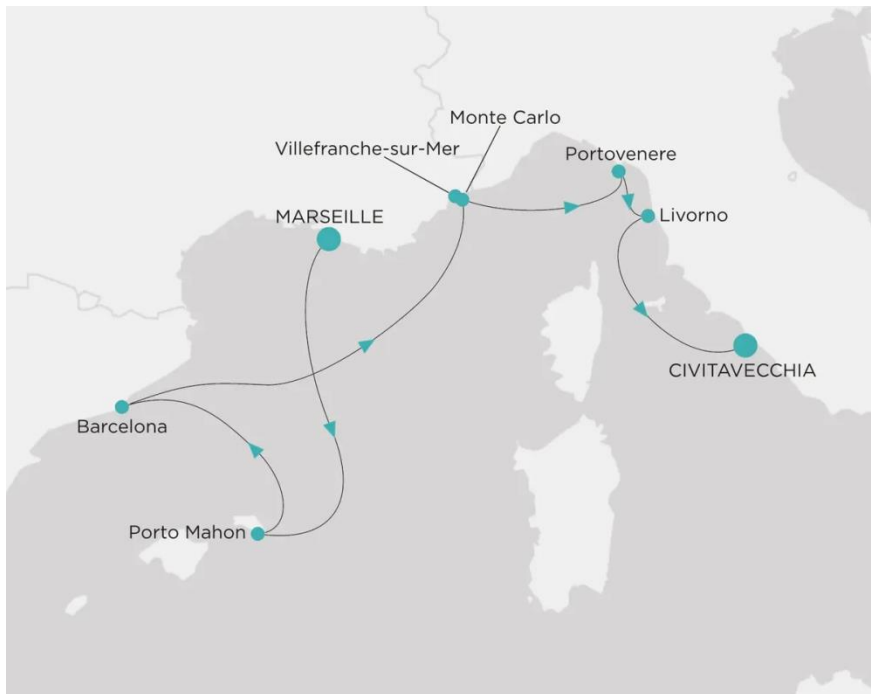 Monte Carlo
Villefranche-sur-Mer
Portovenere
MARSEILLE
Livorno
CIVITAVECCHIA
Barcelona
Porto Mahon